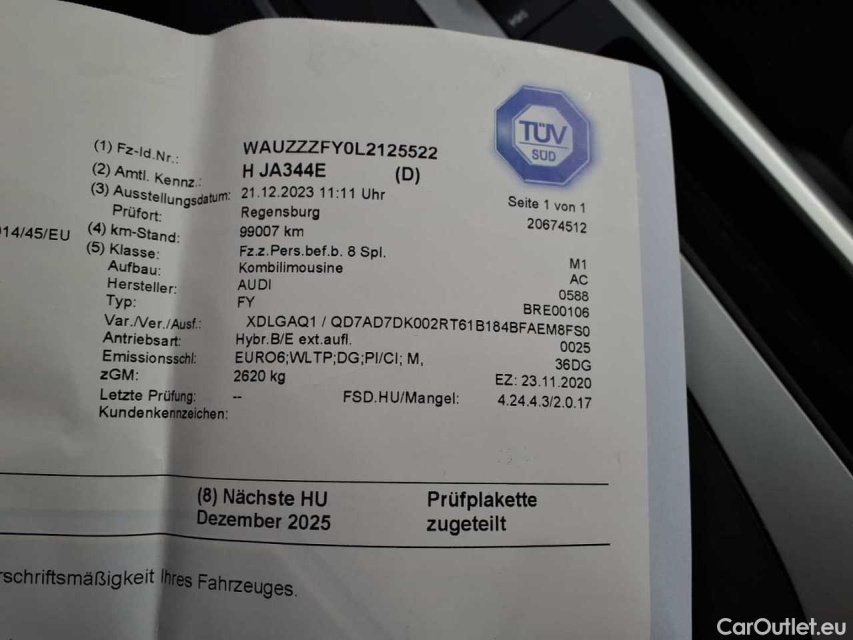 TÜV
SÜD
Seite 1 von 1
20674512
14/45/EU
(1) Fz-Id.Nr.: WAUZZZFY0L2125522
(2) Amtl. Kennz.: H JA344E (D)
(3) Ausstellungsdatum: 21.12.2023 11:11 Uhr
Prüfort: Regensburg
(4) km-Stand: 99007 km
(5) Klasse: Fz.z.Pers.bef.b. 8 Spl. M1
Aufbau: Kombilimousine AC
Hersteller: AUDI 0588
Typ: FY BRE00106
Var./Ver./Ausf.: XDLGAQ1 / QD7AD7DK002RT61B184BFAEM8FS0
Antriebsart: Hybr.B/E ext.aufl. 0025
Emissionsschl: EURO6;WLTP;DG;PI/CI; M, 36DG
zGM: 2620 kg EZ: 23.11.2020
Letzte Prüfung: -- FSD.HU/Mangel: 4.24.4.3/2.0.17
Kundenkennzeichen:
(8) Nächste HU Prüfplakette
Dezember 2025 zugeteilt
rschriftsmäßigkeit Ihres Fahrzeuges.
CarOutlet.eu